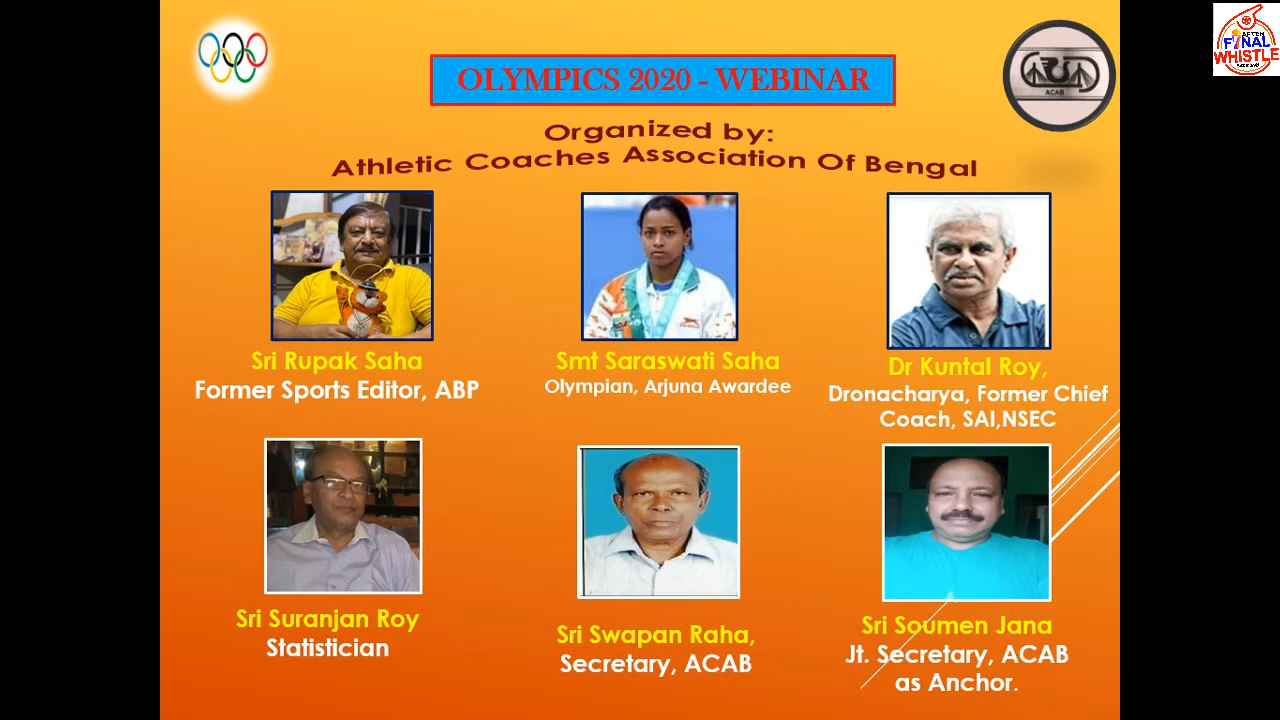 OLYMPICS 2020 - WEBINAR
AFTER
FINAL
WHISTLE
ACAB
Organized by:
Athletic Coaches Association Of Bengal
Sri Rupak Saha
Former Sports Editor, ABP
Smt Saraswati Saha
Olympian, Arjuna Awardee
Dr Kuntal Roy,
Dronacharya, Former Chief
Coach, SAI,NSEC
Sri Suranjan Roy
Statistician
Sri Swapan Raha,
Secretary, ACAB
Sri Soumen Jana
Jt. Secretary, ACAB
as Anchor.